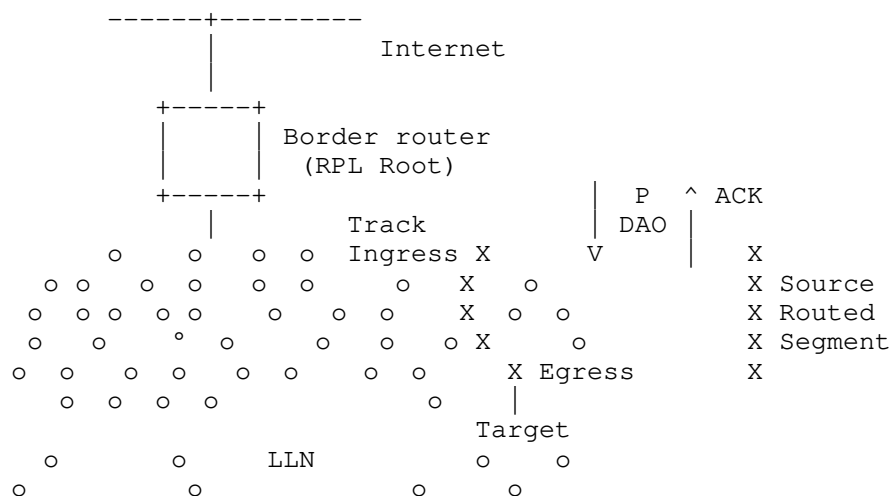 Internet
Border router
(RPL Root)
P ^ ACK
Track DAO
Ingress X V X
X X Source
X X Routed
X X Segment
X Egress X
Target
LLN